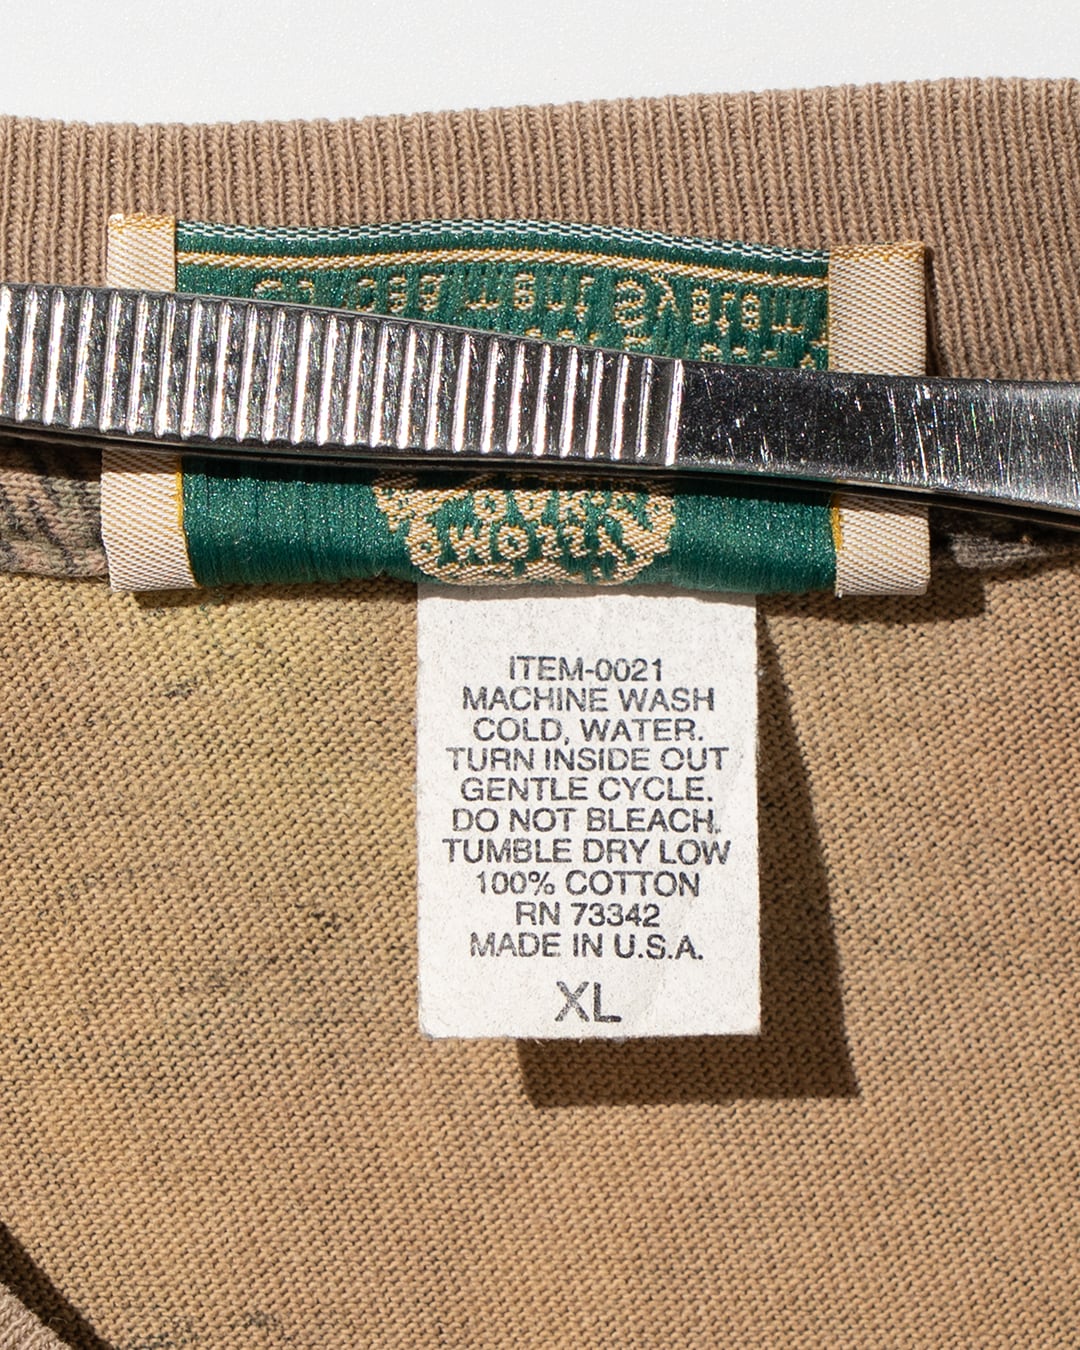 ITEM-0021
MACHINE WASH
COLD, WATER.
TURN INSIDE OUT
GENTLE CYCLE.
DO NOT BLEACH.
TUMBLE DRY LOW
100% COTTON
RN 73342
MADE IN U.S.A.
XL